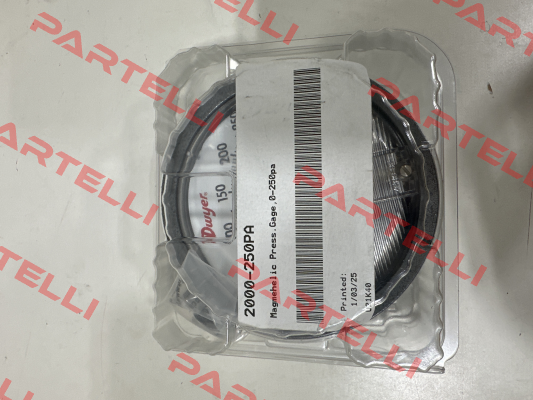 2000-250PA
Magnehelic Press.Gage,0-250pa
Printed:
1/03/25
Dwyer
150
200
PARTELLI
PARTELLI
PARTELLI
PARTELLI
PARTELLI
PARTELLI